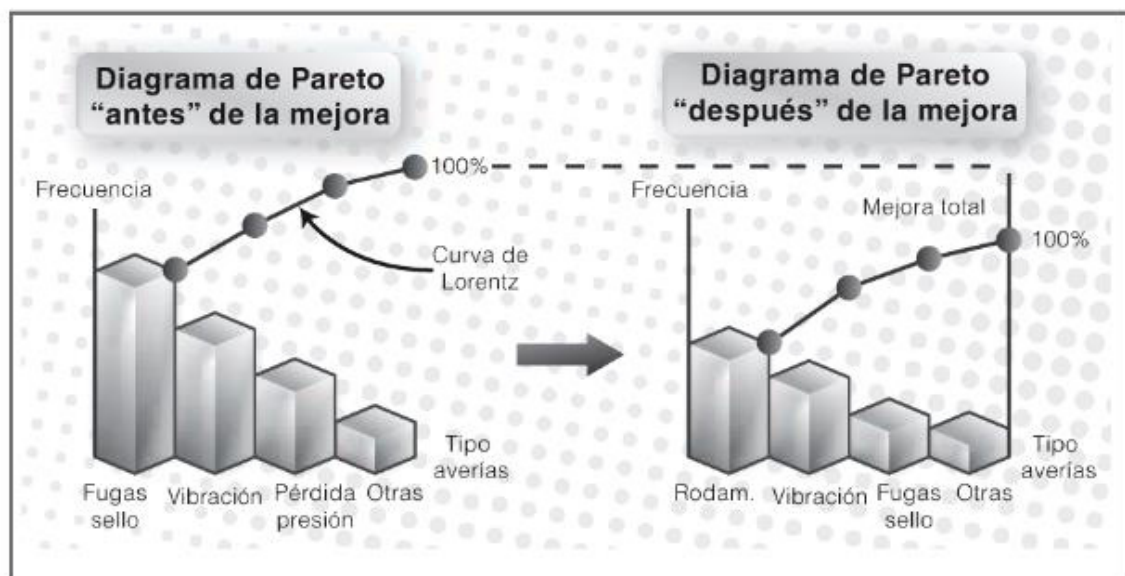 Diagrama de Pareto
“antes” de la mejora
100%
Frecuencia
Curva de
Lorentz
Tipo
averías
Fugas
sello
Vibración
Pérdida
presión
Otras
Diagrama de Pareto
“después” de la mejora
Frecuencia
Mejora total
100%
Tipo
averías
Rodam.
Vibración
Fugas
sello
Otras